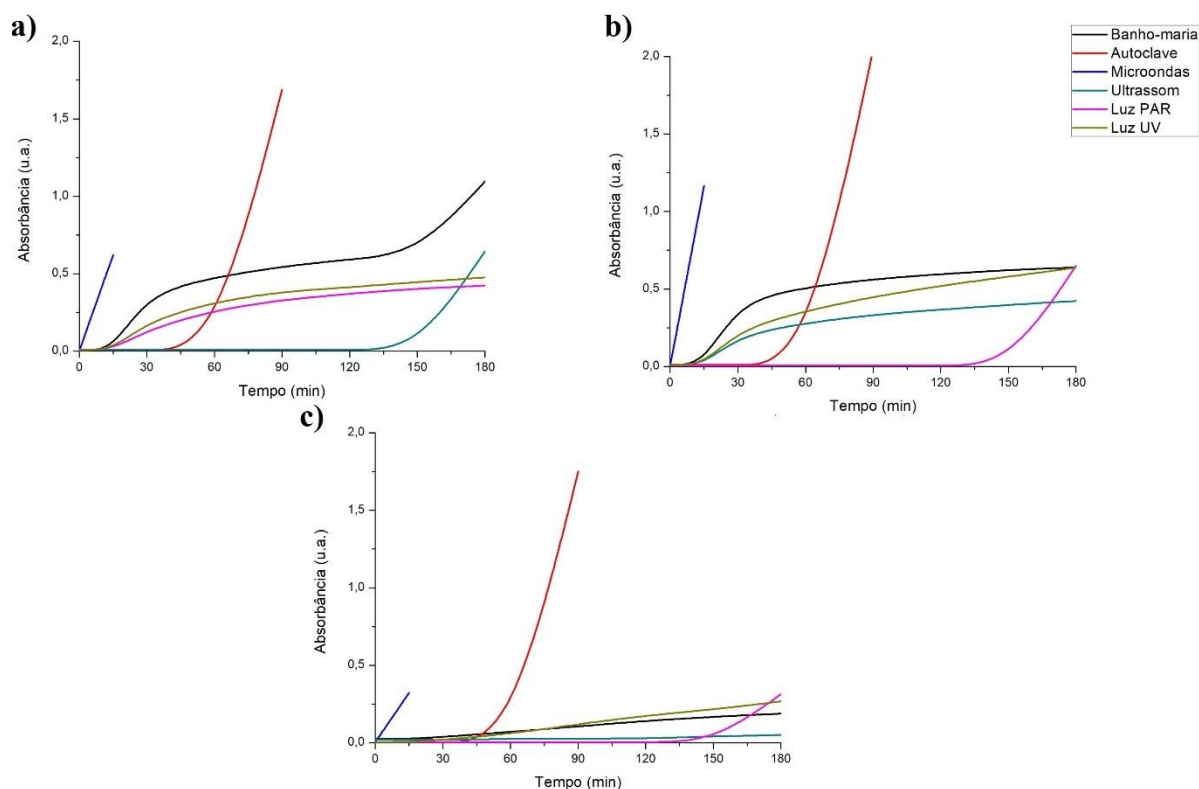 a)
2,0
1,5
1,0
0,5
0,0
0
30
60
90
120
150
180
Absorbância (u.a.)
Tempo (min)
b)
2,0
1,5
1,0
0,5
0,0
0
30
60
90
120
150
180
Absorbância (u.a.)
Tempo (min)
Banho-maria
Autoclave
Microondas
Ultrassom
Luz PAR
Luz UV
c)
2,0
1,5
1,0
0,5
0,0
0
30
60
90
120
150
180
Absorbância (u.a.)
Tempo (min)